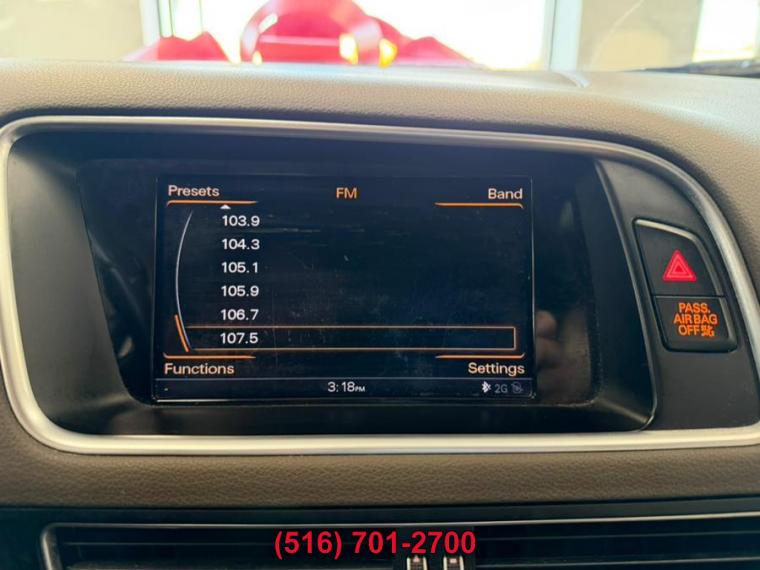 Presets FM Band
103.9
104.3
105.1
105.9
106.7
107.5
Functions Settings
3:18PM 2G
PASS.
AIR BAG
OFF
(516) 701-2700